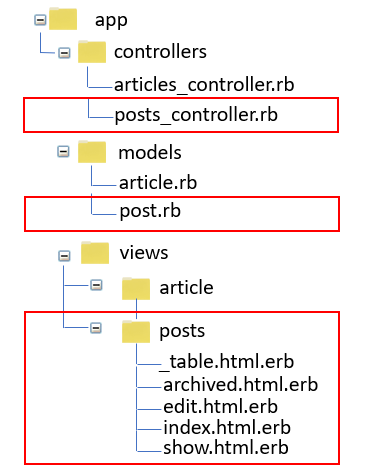 app
controllers
articles_controller.rb
posts_controller.rb
models
article.rb
post.rb
views
article
posts
_table.html.erb
archived.html.erb
edit.html.erb
index.html.erb
show.html.erb